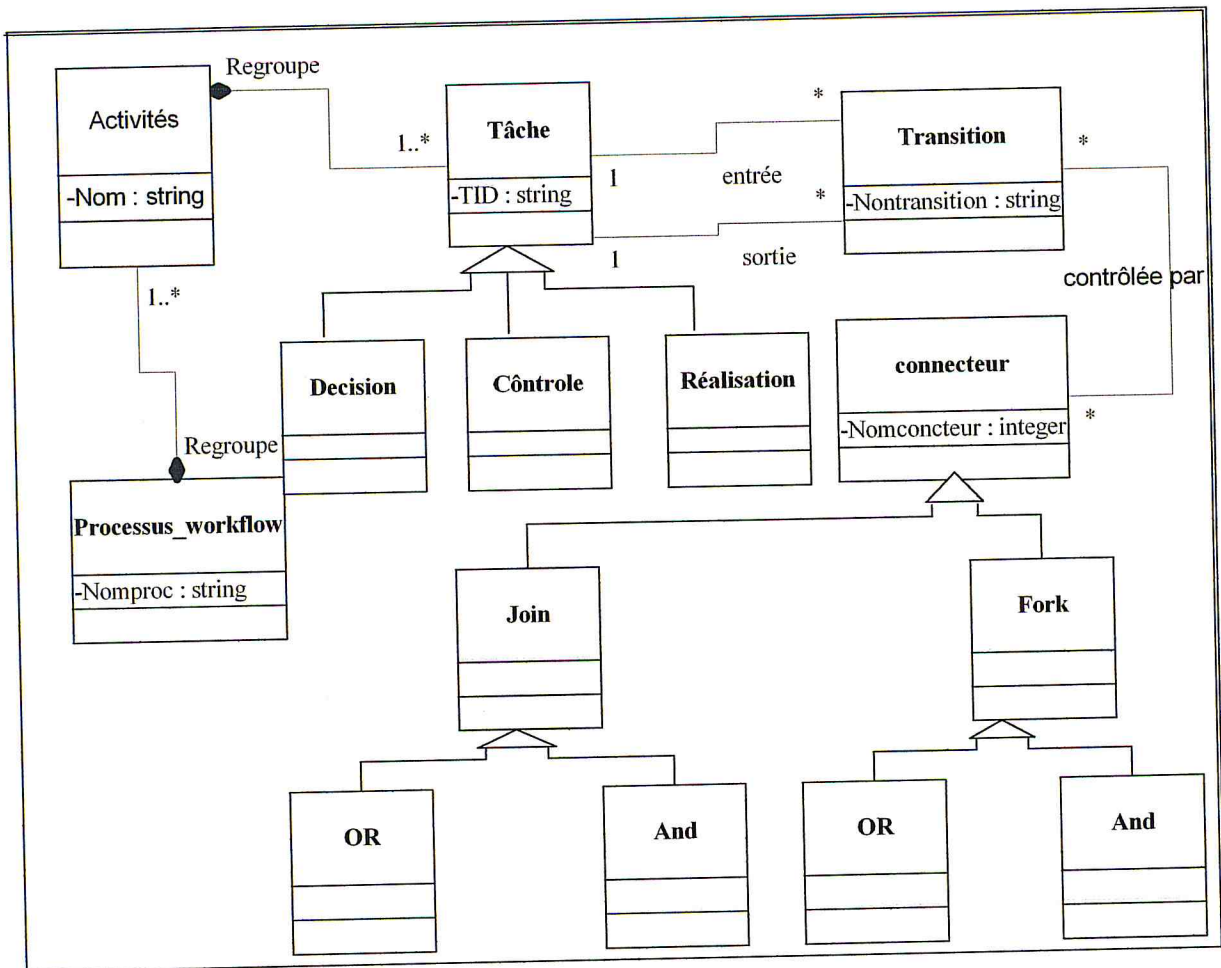 Regroupe
Activités
-Nom : string
1..*
Tâche
-TID : string
1..*
1
entrée
*
1
sortie
*
Transition
-Nontransition : string
*
contrôlée par
*
Decision
Côntrole
Réalisation
connecteur
-Nomconcteur : integer
Regroupe
Processus_workflow
-Nomproc : string
Join
Fork
OR
And
OR
And